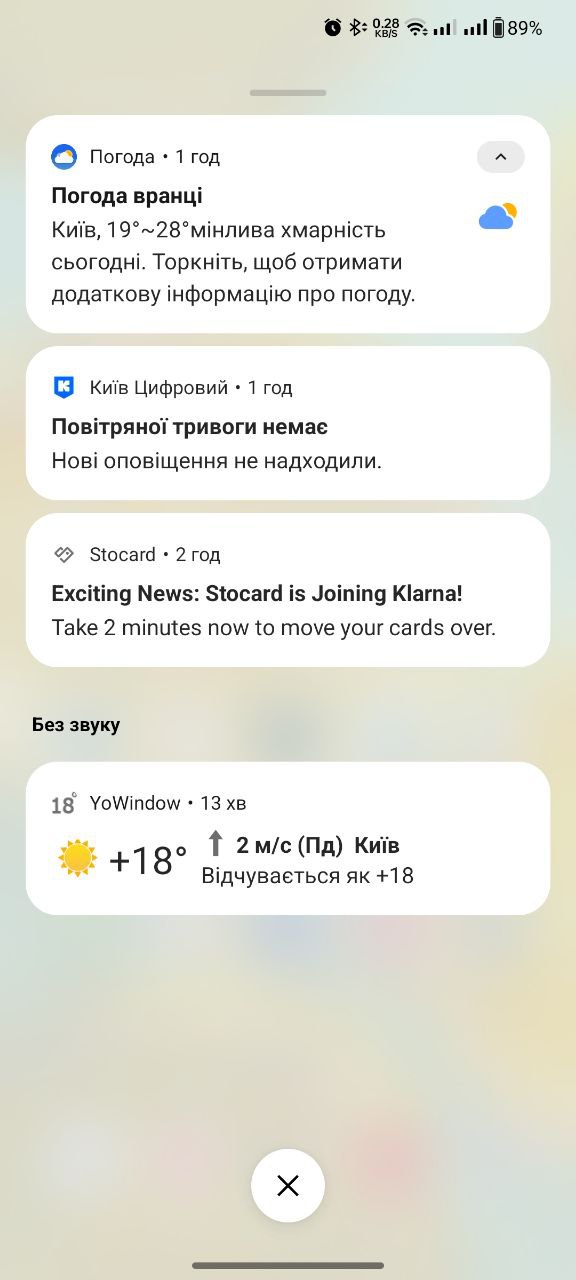 0.28
KB/S
89%
Погода • 1 год
Погода вранці
Київ, 19°~28°мінлива хмарність
сьогодні. Торкніть, щоб отримати
додаткову інформацію про погоду.
Київ Цифровий • 1 год
Повітряної тривоги немає
Нові оповіщення не надходили.
Stocard • 2 год
Exciting News: Stocard is Joining Klarna!
Take 2 minutes now to move your cards over.
Без звуку
18° YoWindow • 13 хв
+18° 2 м/с (Пд) Київ
Відчувається як +18